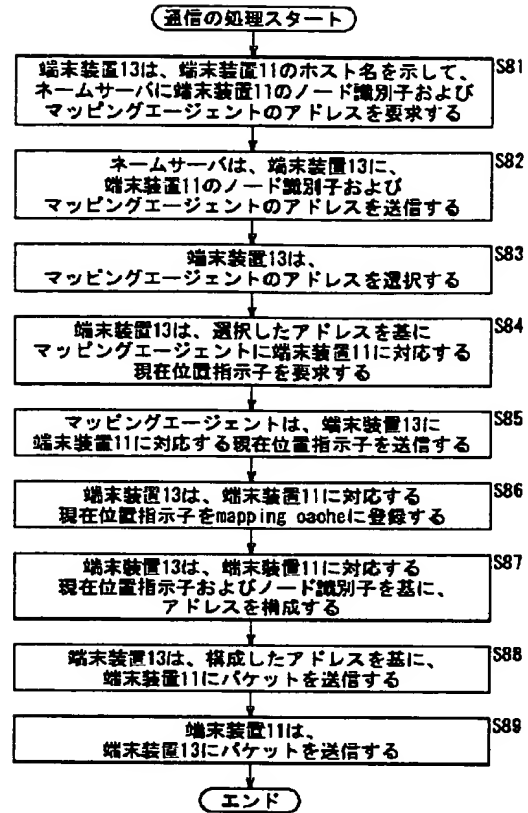 通信の処理スタート
S81
端末装置13は、端末装置11のホスト名を示して、
ネームサーバに端末装置11のノード識別子および
マッピングエージェントのアドレスを要求する
S82
ネームサーバは、端末装置13に、
端末装置11のノード識別子および
マッピングエージェントのアドレスを送信する
S83
端末装置13は、
マッピングエージェントのアドレスを選択する
S84
端末装置13は、選択したアドレスを基に
マッピングエージェントに端末装置11に対応する
現在位置指示子を要求する
S85
マッピングエージェントは、端末装置13に
端末装置11に対応する現在位置指示子を送信する
S86
端末装置13は、端末装置11に対応する
現在位置指示子をmapping cacheに登録する
S87
端末装置13は、端末装置11に対応する
現在位置指示子およびノード識別子を基に、
アドレスを構成する
S88
端末装置13は、構成したアドレスを基に、
端末装置11にパケットを送信する
S89
端末装置11は、
端末装置13にパケットを送信する
エンド